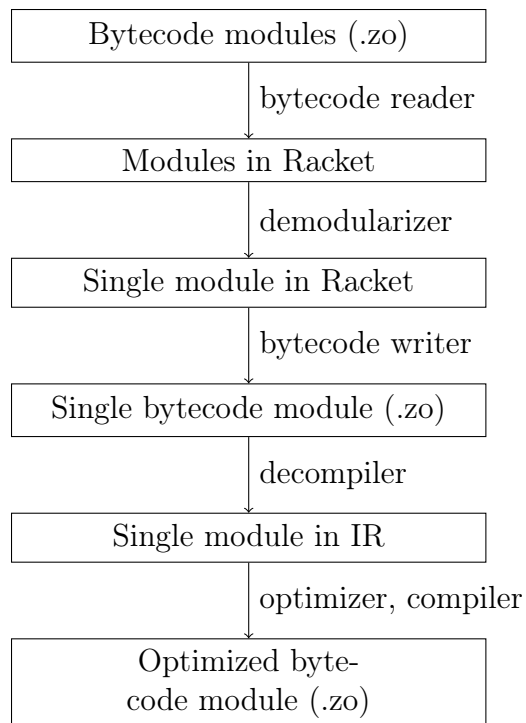 Bytecode modules (.zo)
bytecode reader
Modules in Racket
demodularizer
Single module in Racket
bytecode writer
Single bytecode module (.zo)
decompiler
Single module in IR
optimizer, compiler
Optimized byte-
code module (.zo)